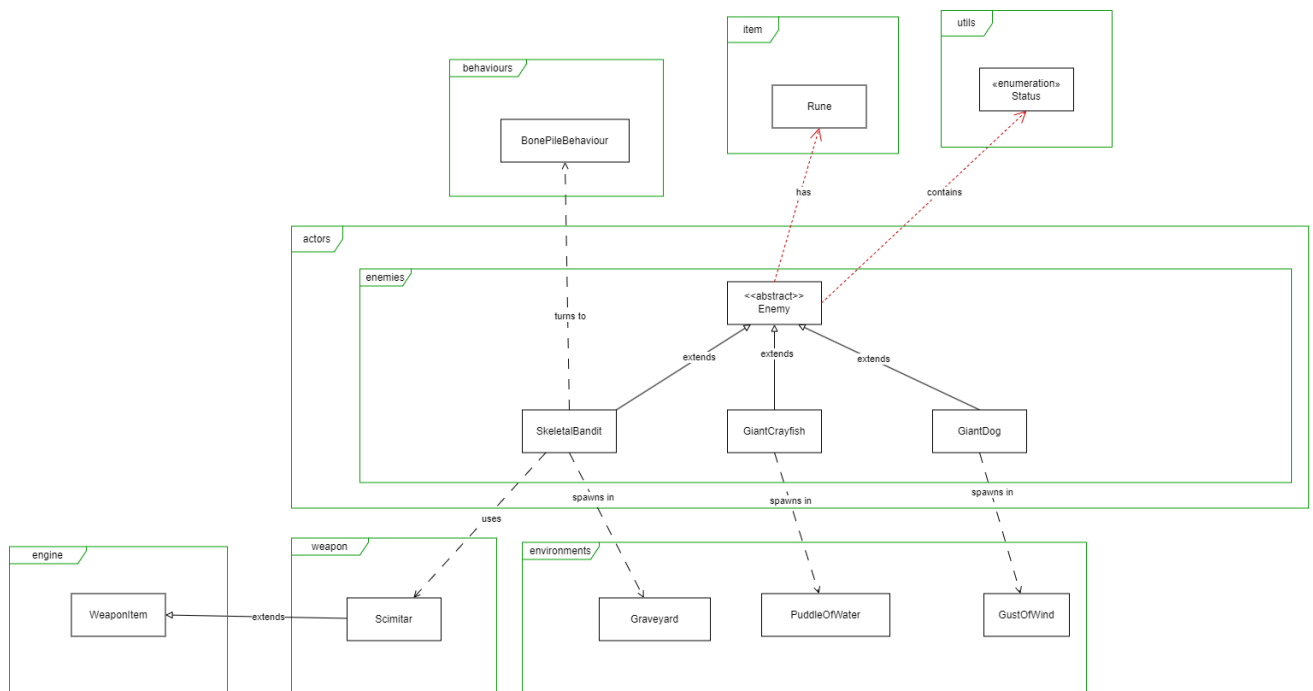 item
utils
behaviours
«enumeration»
Status
Rune
BonePileBehaviour
has
contains
actors
enemies
<<abstract>>
Enemy
turns to
extends
extends
extends
SkeletalBandit
GiantCrayfish
GiantDog
spawns in
spawns in
spawns in
uses
engine
weapon
environments
WeaponItem
extends
Scimitar
Graveyard
PuddleOfWater
GustOfWind